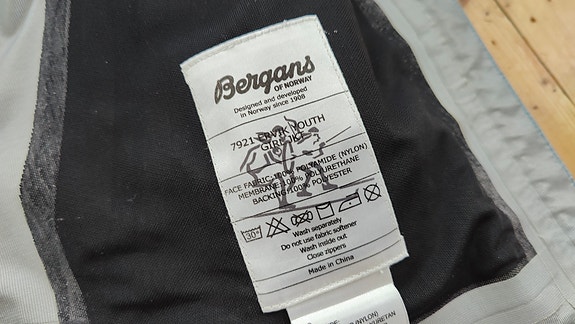 Bergans
OF NORWAY
Designed and developed
in Norway since 1908
7921 ERVIK YOUTH
GIRL JKT
FACE FABRIC:100% POLYAMIDE (NYLON)
MEMBRANE:100% POLYURETHANE
BACKING:100% POLYESTER
30°
Wash separately
Do not use fabric softener
Wash inside out
Close zippers
Made in China